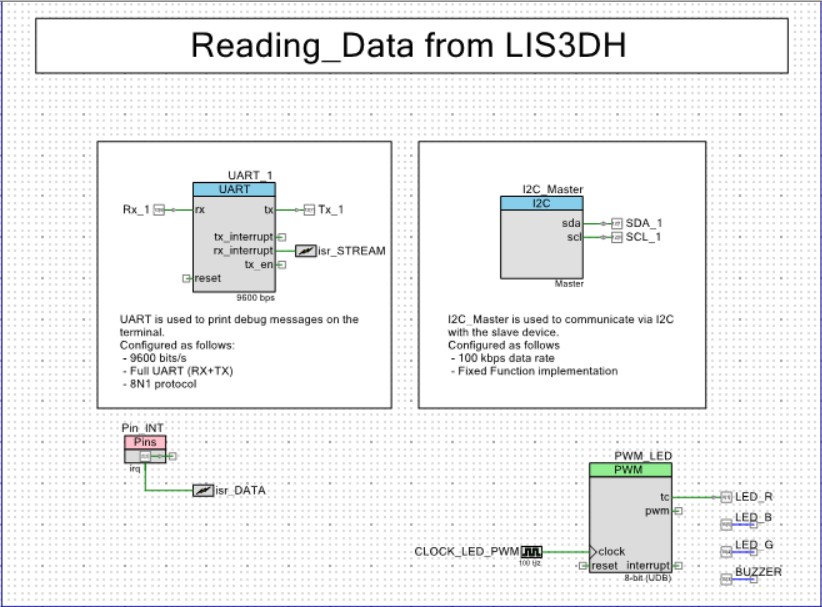 Reading_Data from LIS3DH
UART_1
UART
Rx_1
rx
tx
Tx_1
tx_interrupt
rx_interrupt
isr_STREAM
tx_en
reset
9600 bps
UART is used to print debug messages on the
terminal.
Configured as follows:
- 9600 bits/s
- Full UART (RX+TX)
- 8N1 protocol
I2C_Master
I2C
sda
SDA_1
scl
SCL_1
Master
I2C_Master is used to communicate via I2C
with the slave device.
Configured as follows
- 100 kbps data rate
- Fixed Function implementation
Pin_INT
Pins
irq
isr_DATA
PWM_LED
PWM
tc
LED_R
pwm
LED_B
CLOCK_LED_PWM
100 Hz
clock
LED_G
reset
interrupt
8-bit (UDB)
BUZZER